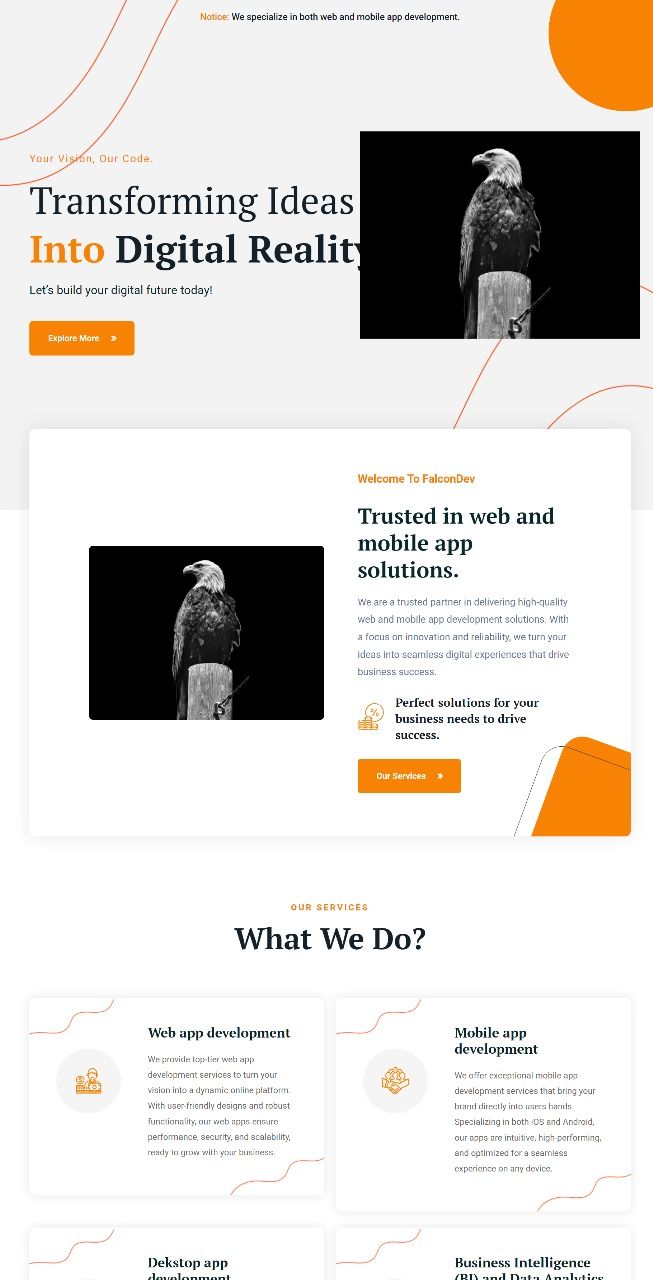 Notice: We specialize in both web and mobile app development.
Your Vision, Our Code.
Transforming Ideas
Into Digital Reality
Let's build your digital future today!
Explore More »
Welcome To FalconDev
Trusted in web and
mobile app
solutions.
We are a trusted partner in delivering high-quality
web and mobile app development solutions. With
a focus on innovation and reliability, we turn your
ideas into seamless digital experiences that drive
business success.
Perfect solutions for your
business needs to drive
success.
Our Services »
OUR SERVICES
What We Do?
Web app development
We provide top-tier web app
development services to turn your
vision into a dynamic online platform.
With user-friendly designs and robust
functionality, our web apps ensure
performance, security, and scalability,
ready to grow with your business.
Mobile app
development
We offer exceptional mobile app
development services that bring your
brand directly into users hands.
Specializing in both iOS and Android,
our apps are intuitive, high-performing,
and optimized for a seamless
experience on any device.
Dekstop app
development
Business Intelligence
(BI) and Data Analytics